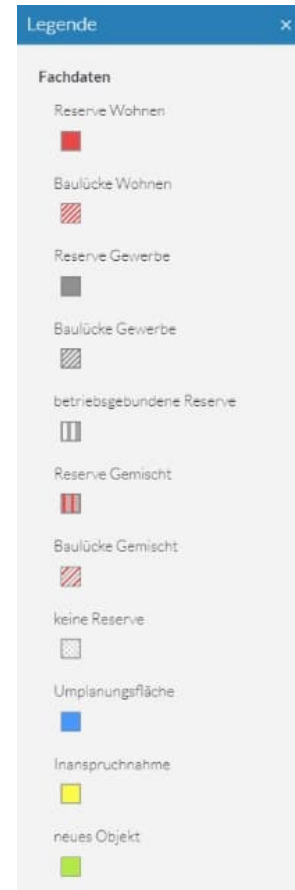 Legende ×
Fachdaten
Reserve Wohnen
Baulücke Wohnen
Reserve Gewerbe
Baulücke Gewerbe
betriebsgebundene Reserve
Reserve Gemischt
Baulücke Gemischt
keine Reserve
Umplanungsfläche
Inanspruchnahme
neues Objekt